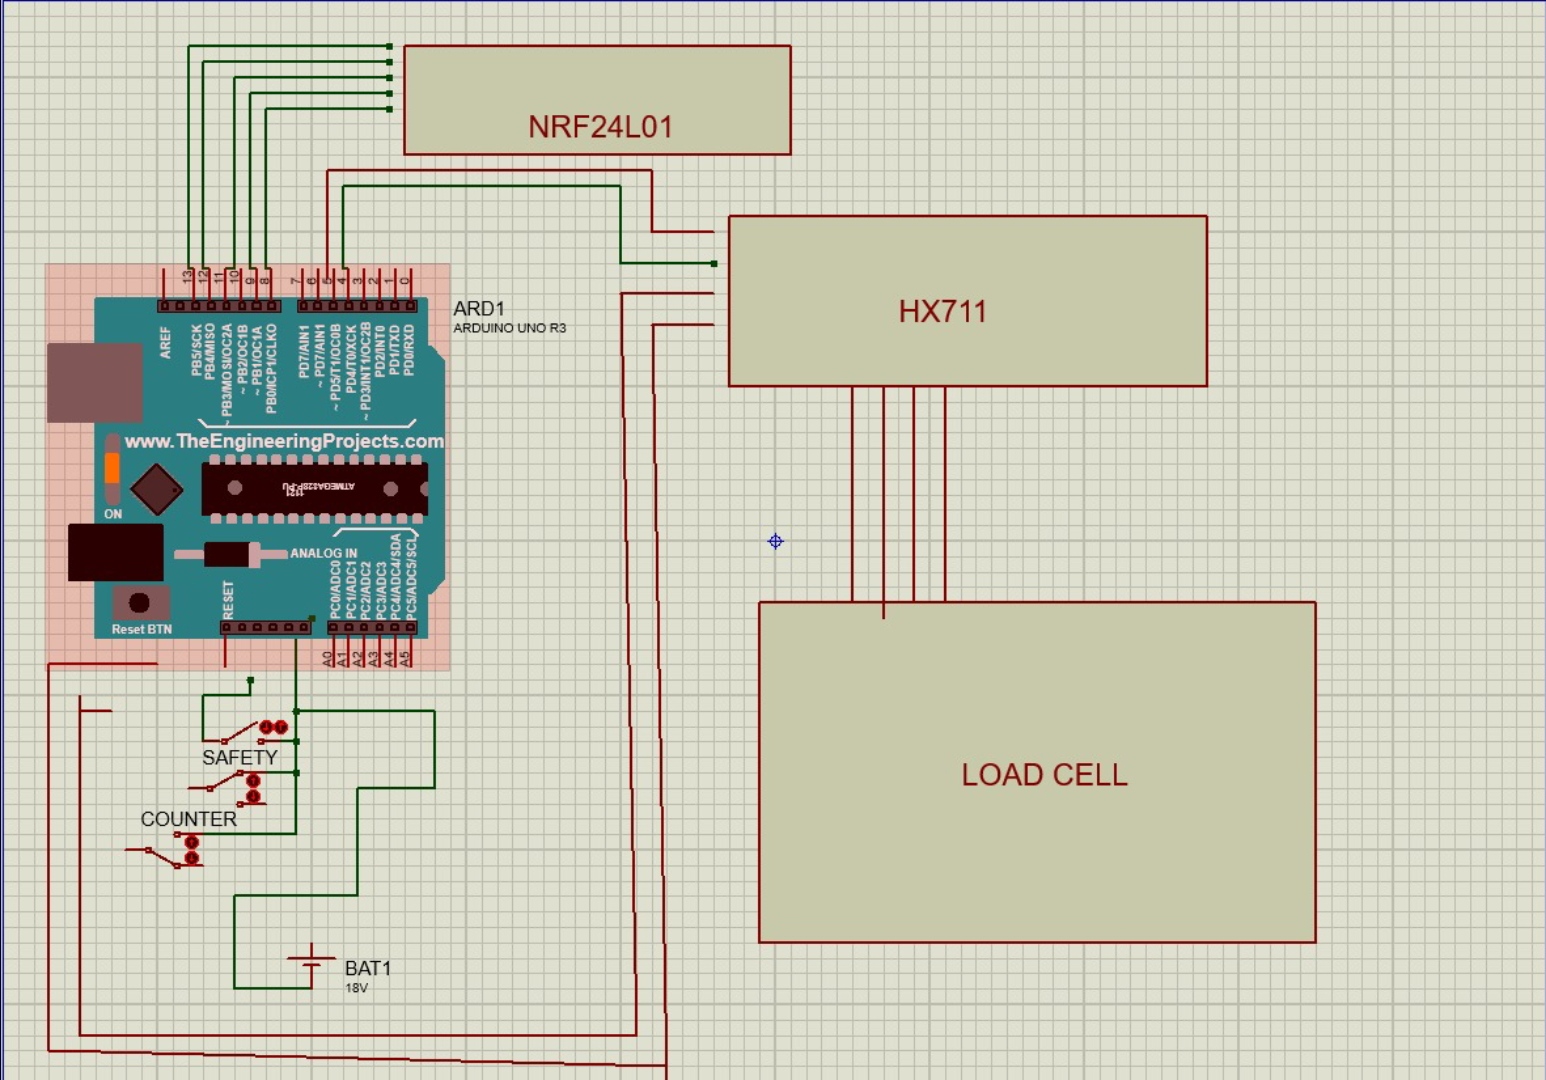 NRF24L01
13
12
11
10
9
8
7
6
5
4
3
2
1
0
ARD1
ARDUINO UNO R3
HX711
AREF
PB5/SCK
PB4/MISO
~ PB3/MOSI/OC2A
~ PB2/OC1B
~ PB1/OC1A
PB0/ICP1/CLKO
PD7/AIN1
~ PD7/AIN1
~ PD5/T1/OC0B
PD4/T0/XCK
~ PD3/INT1/OC2B
PD2/INT0
PD1/TXD
PD0/RXD
www.TheEngineeringProjects.com
ATMEGA328P-PU
1121
ON
ANALOG IN
RESET
PC0/ADC0
PC1/ADC1
PC2/ADC2
PC3/ADC3
PC4/ADC4/SDA
PC5/ADC5/SCL
Reset BTN
A0
A1
A2
A3
A4
A5
SAFETY
COUNTER
LOAD CELL
BAT1
18V